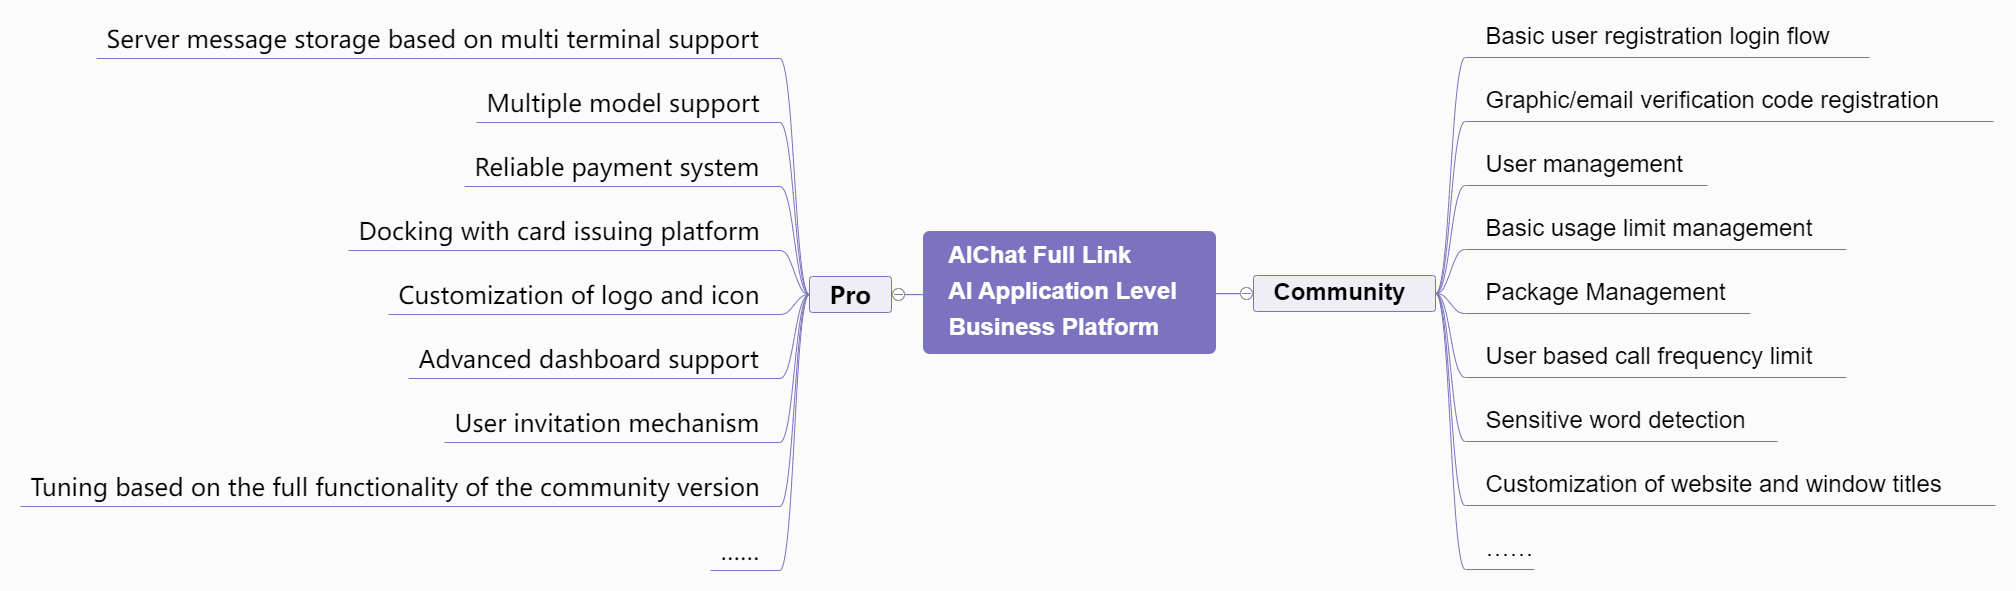 Server message storage based on multi terminal support
Multiple model support
Reliable payment system
Docking with card issuing platform
Customization of logo and icon
Advanced dashboard support
User invitation mechanism
Tuning based on the full functionality of the community version
......
Pro
AIChat Full Link
AI Application Level
Business Platform
Community
Basic user registration login flow
Graphic/email verification code registration
User management
Basic usage limit management
Package Management
User based call frequency limit
Sensitive word detection
Customization of website and window titles
......